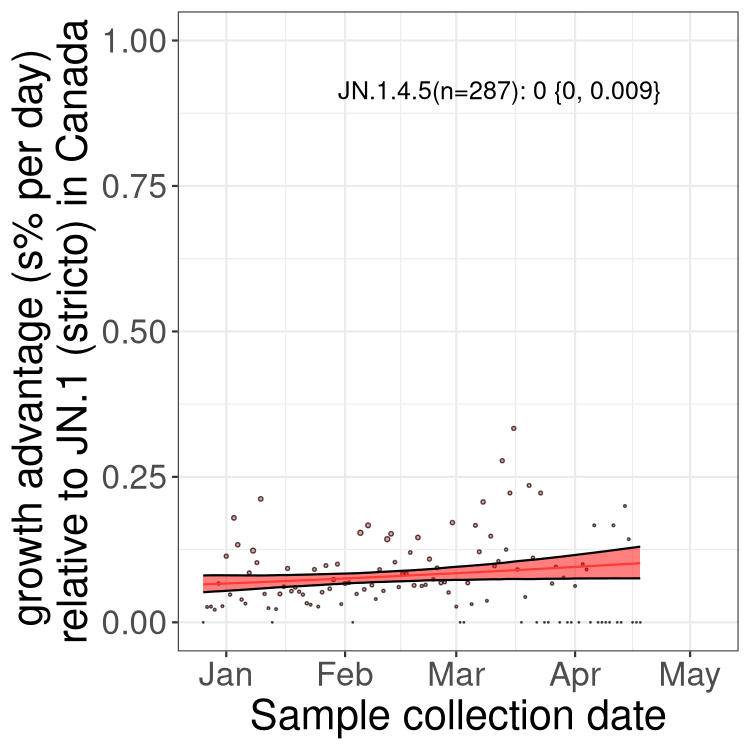 growth advantage (s% per day)
relative to JN.1 (stricto) in Canada
1.00
0.75
0.50
0.25
0.00
JN.1.4.5(n=287): 0 {0, 0.009}
Jan Feb Mar Apr May
Sample collection date